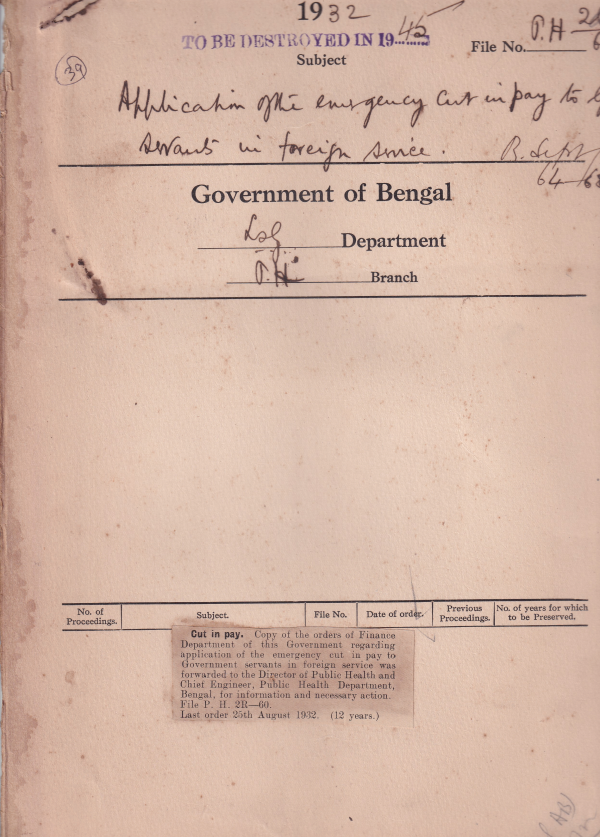 1932
TO BE DESTROYED IN 19...45...
File No. P. H
Subject
39
Application of the emergency cut in pay to
servants in foreign service.
R. Sept
64
Government of Bengal
LSG Department
P.H. Branch
No. of Proceedings. Subject. File No. Date of order. Previous Proceedings. No. of years for which to be Preserved.
Cut in pay. Copy of the orders of Finance
Department of this Government regarding
application of the emergency cut in pay to
Government servants in foreign service was
forwarded to the Director of Public Health and
Chief Engineer, Public Health Department,
Bengal, for information and necessary action.
File P. H. 2R—60.
Last order 25th August 1932. (12 years.)